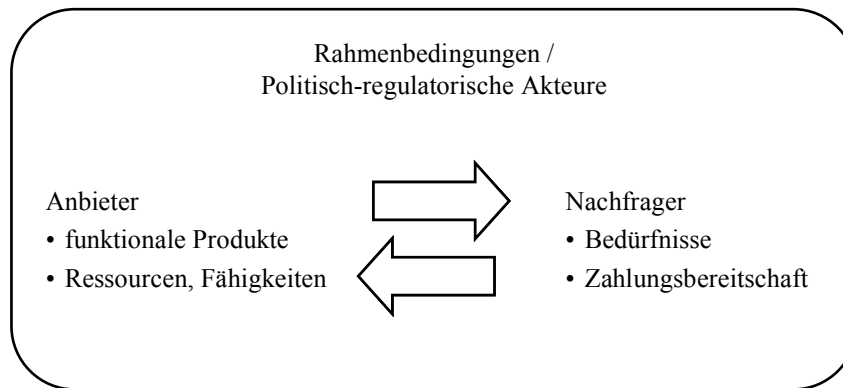 Rahmenbedingungen /
Politisch-regulatorische Akteure
Anbieter
• funktionale Produkte
• Ressourcen, Fähigkeiten
Nachfrager
• Bedürfnisse
• Zahlungsbereitschaft